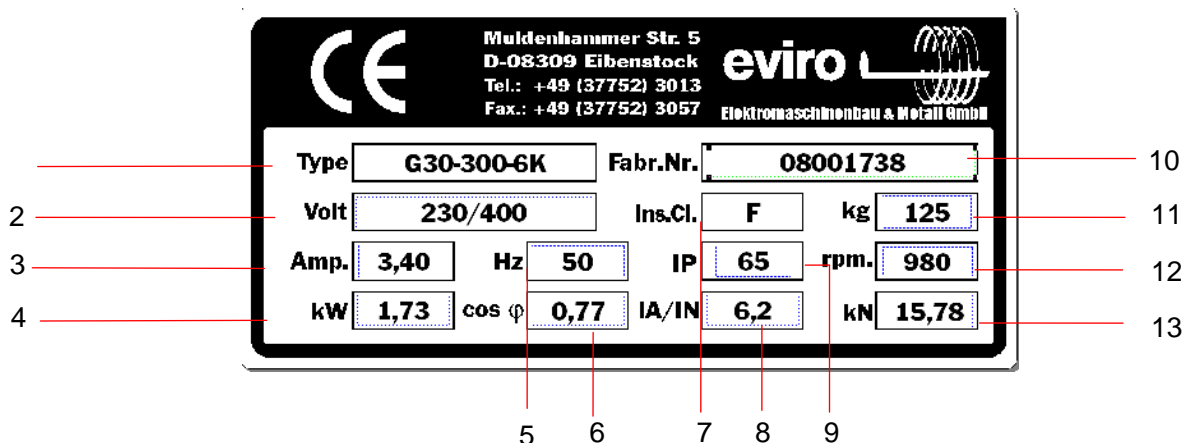 CE
Muldenhammer Str. 5
D-08309 Eibenstock
Tel.: +49 (37752) 3013
Fax.: +49 (37752) 3057
eviro
Elektromaschinenbau & Metall GmbH
Type G30-300-6K Fabr.Nr. 08001738 10
2 Volt 230/400 Ins.Cl. F kg 125 11
3 Amp. 3,40 Hz 50 IP 65 rpm. 980 12
4 kW 1,73 cos φ 0,77 IA/IN 6,2 kN 15,78 13
5 6 7 8 9